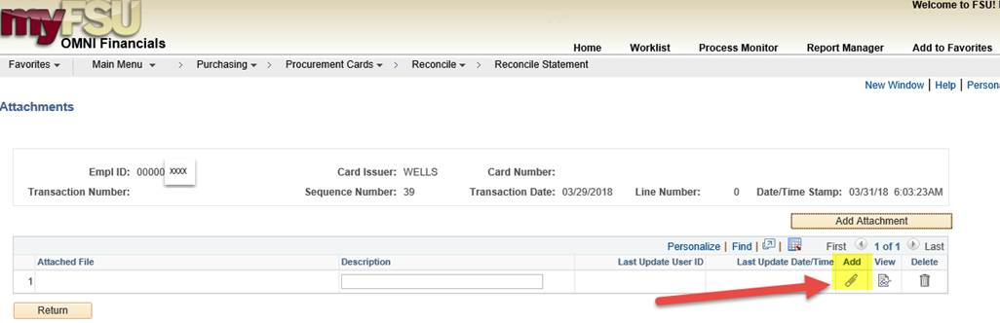 Welcome to FSU!
myFSU
OMNI Financials
Home Worklist Process Monitor Report Manager Add to Favorites
Favorites Main Menu > Purchasing > Procurement Cards > Reconcile > Reconcile Statement
New Window | Help | Persona
Attachments
Empl ID: 00000 xxxx Card Issuer: WELLS Card Number:
Transaction Number: Sequence Number: 39 Transaction Date: 03/29/2018 Line Number: 0 Date/Time Stamp: 03/31/18 6:03:23AM
Add Attachment
Personalize | Find | | First 1 of 1 Last
Attached File Description Last Update User ID Last Update Date/Time Add View Delete
1
Return